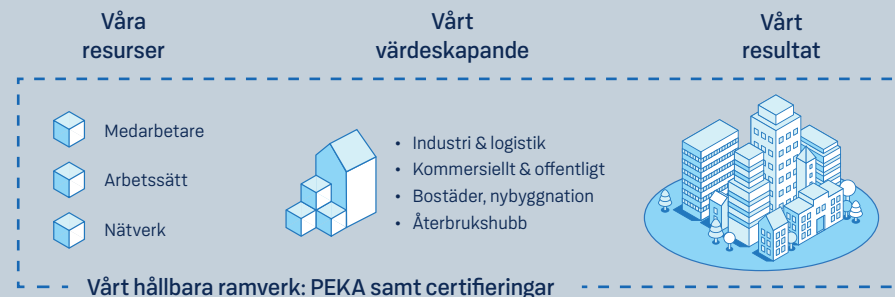 Våra
resurser
Vårt
värdeskapande
Vårt
resultat
Medarbetare
Arbetssätt
Nätverk
• Industri & logistik
• Kommersiellt & offentligt
• Bostäder, nybyggnation
• Återbrukshubb
Vårt hållbara ramverk: PEKA samt certifieringar